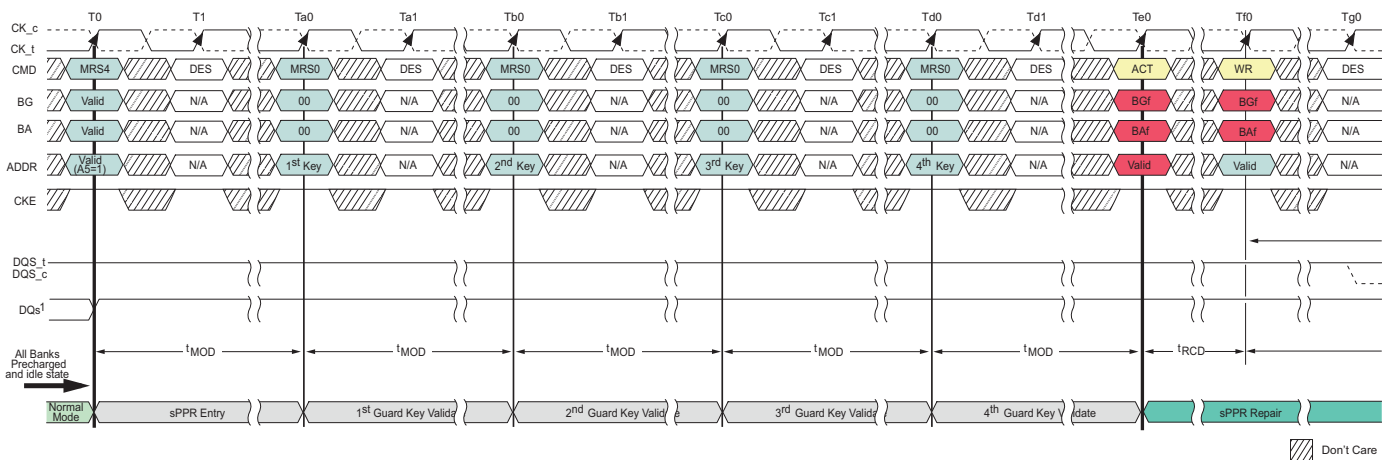 T0 T1 Ta0 Ta1 Tb0 Tb1 Tc0 Tc1 Td0 Td1 Te0 Tf0 Tg0
CK_c
CK_t
CMD MRS4 DES MRS0 DES MRS0 DES MRS0 DES MRS0 DES ACT WR DES
BG Valid N/A 00 N/A 00 N/A 00 N/A 00 N/A BGf BGf N/A
BA Valid N/A 00 N/A 00 N/A 00 N/A 00 N/A BAf BAf N/A
ADDR Valid (A5=1) N/A 1st Key N/A 2nd Key N/A 3rd Key N/A 4th Key N/A Valid Valid N/A
CKE
DQS_t
DQS_c
DQs1
tMOD tMOD tMOD tMOD tMOD tRCD
All Banks
Precharged
and idle state
Normal Mode sPPR Entry 1st Guard Key Valida 2nd Guard Key Valid e 3rd Guard Key Valida 4th Guard Key V date sPPR Repair
Don't Care